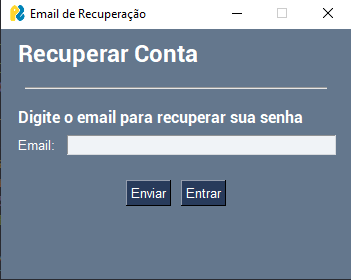 Email de Recuperação
Recuperar Conta
Digite o email para recuperar sua senha
Email:
Enviar Entrar